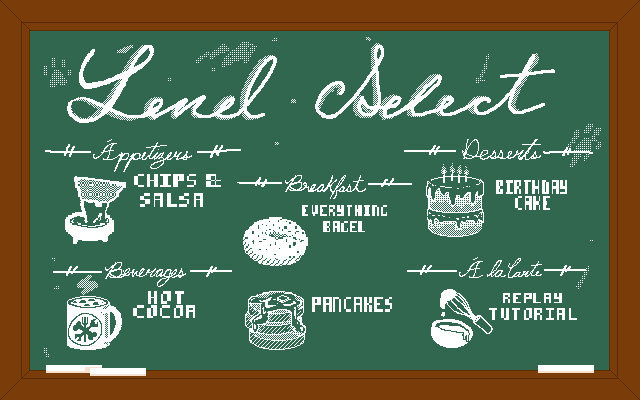 Level Select
Appetizers
CHIPS &
SALSA
Breakfast
EVERYTHING
BAGEL
PANCAKES
Desserts
BIRTHDAY
CAKE
Beverages
HOT
COCOA
À la Carte
REPLAY
TUTORIAL